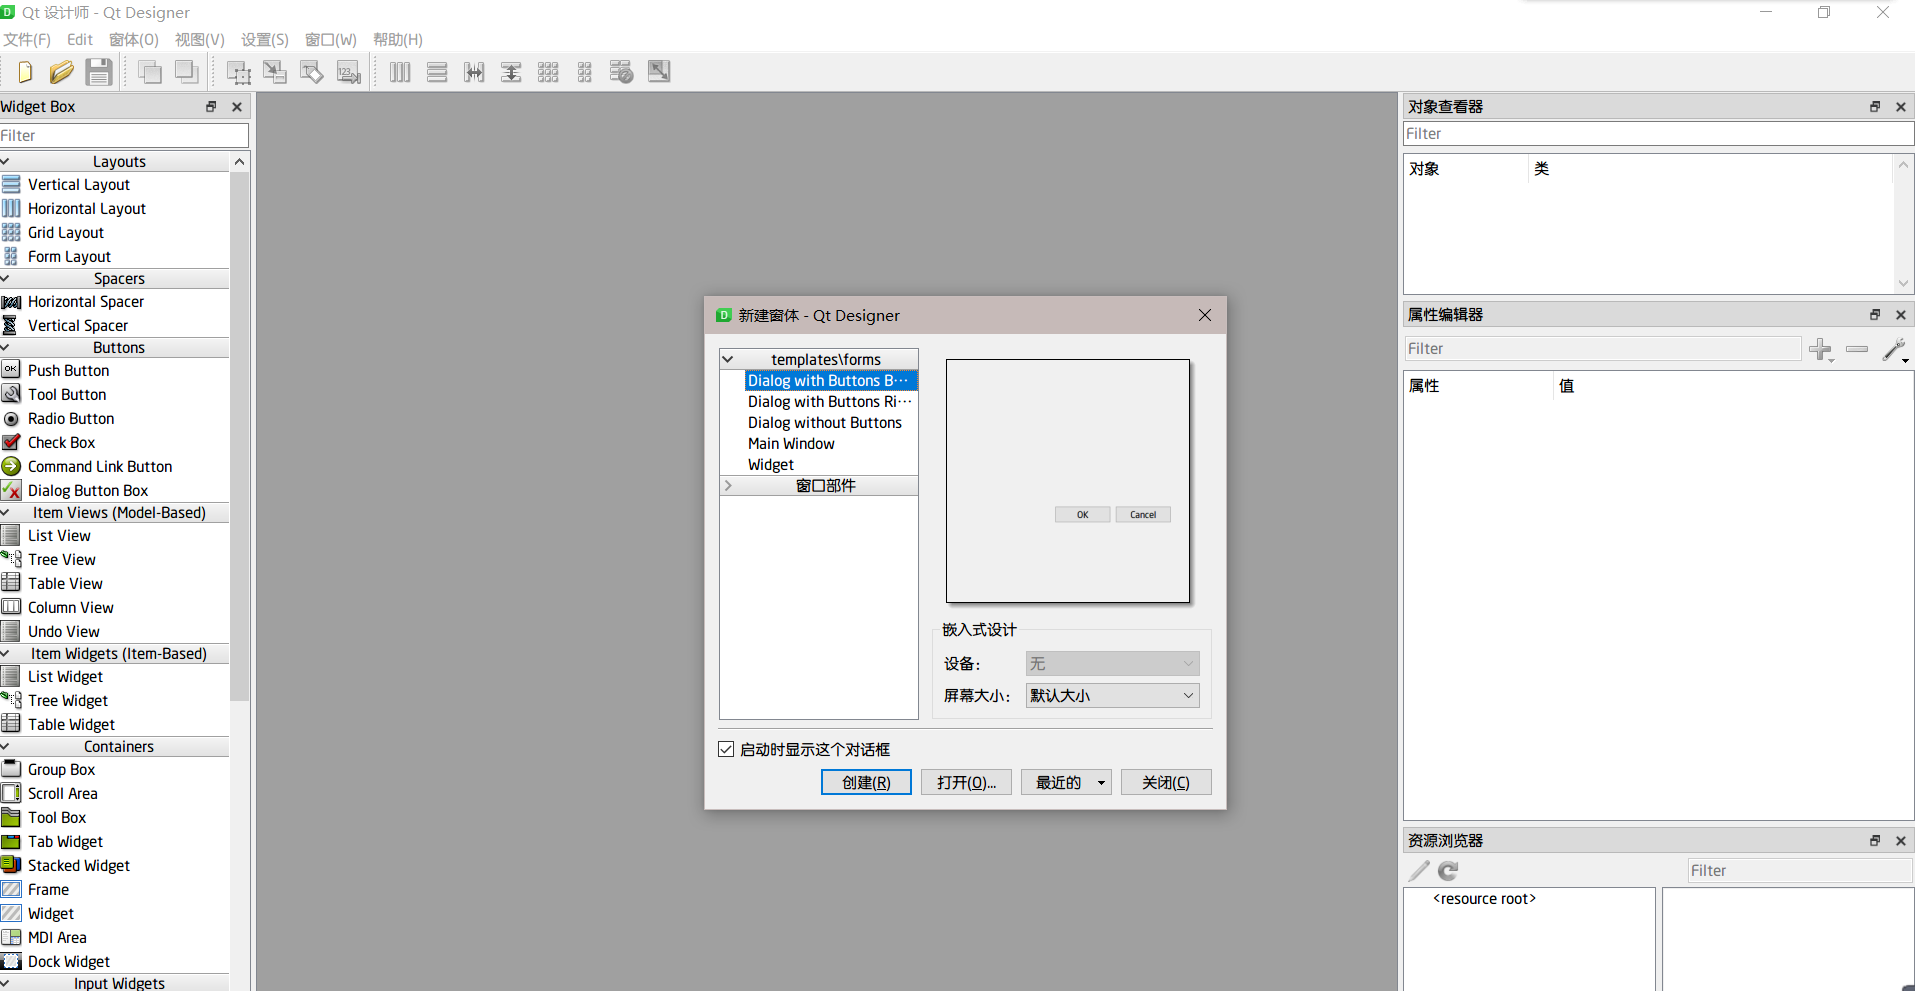 Qt 设计师 - Qt Designer
文件(F) Edit 窗体(O) 视图(V) 设置(S) 窗口(W) 帮助(H)
Widget Box
Filter
Layouts
Vertical Layout
Horizontal Layout
Grid Layout
Form Layout
Spacers
Horizontal Spacer
Vertical Spacer
Buttons
Push Button
Tool Button
Radio Button
Check Box
Command Link Button
Dialog Button Box
Item Views (Model-Based)
List View
Tree View
Table View
Column View
Undo View
Item Widgets (Item-Based)
List Widget
Tree Widget
Table Widget
Containers
Group Box
Scroll Area
Tool Box
Tab Widget
Stacked Widget
Frame
Widget
MDI Area
Dock Widget
Input Widgets
新建窗体 - Qt Designer
templates\forms
Dialog with Buttons B···
Dialog with Buttons Ri···
Dialog without Buttons
Main Window
Widget
窗口部件
OK Cancel
嵌入式设计
设备： 无
屏幕大小： 默认大小
启动时显示这个对话框
创建(R) 打开(O)... 最近的 关闭(C)
对象查看器
Filter
对象 类
属性编辑器
Filter
属性 值
资源浏览器
Filter
<resource root>